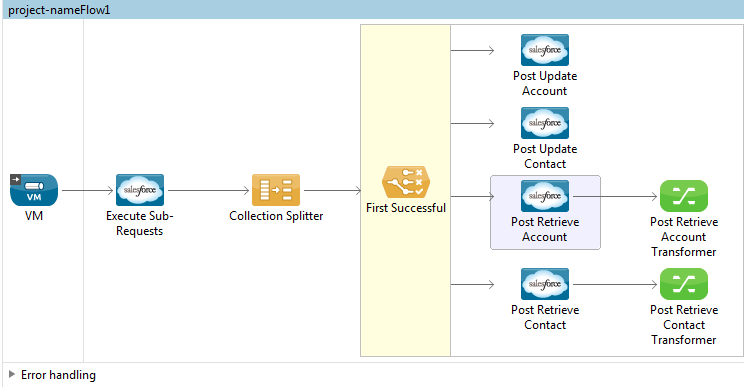 project-nameFlow1
salesforce
Post Update
Account
salesforce
Post Update
Contact
VM
VM
salesforce
Execute Sub-
Requests
Collection Splitter
First Successful
salesforce
Post Retrieve
Account
Post Retrieve
Account
Transformer
salesforce
Post Retrieve
Contact
Post Retrieve
Contact
Transformer
Error handling